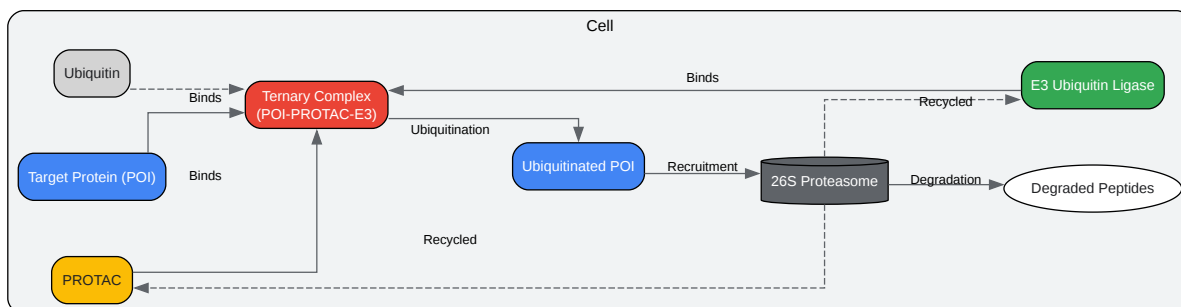 Cell
Ubiquitin
Binds
Ternary Complex
(POI-PROTAC-E3)
Binds
E3 Ubiquitin Ligase
Recycled
Ubiquitination
Target Protein (POI)
Binds
Ubiquitinated POI
Recruitment
26S Proteasome
Degradation
Degraded Peptides
Recycled
PROTAC